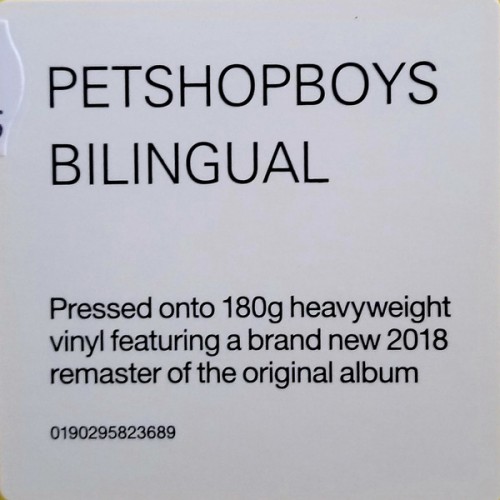 PETSHOPBOYS
BILINGUAL
Pressed onto 180g heavyweight
vinyl featuring a brand new 2018
remaster of the original album
0190295823689